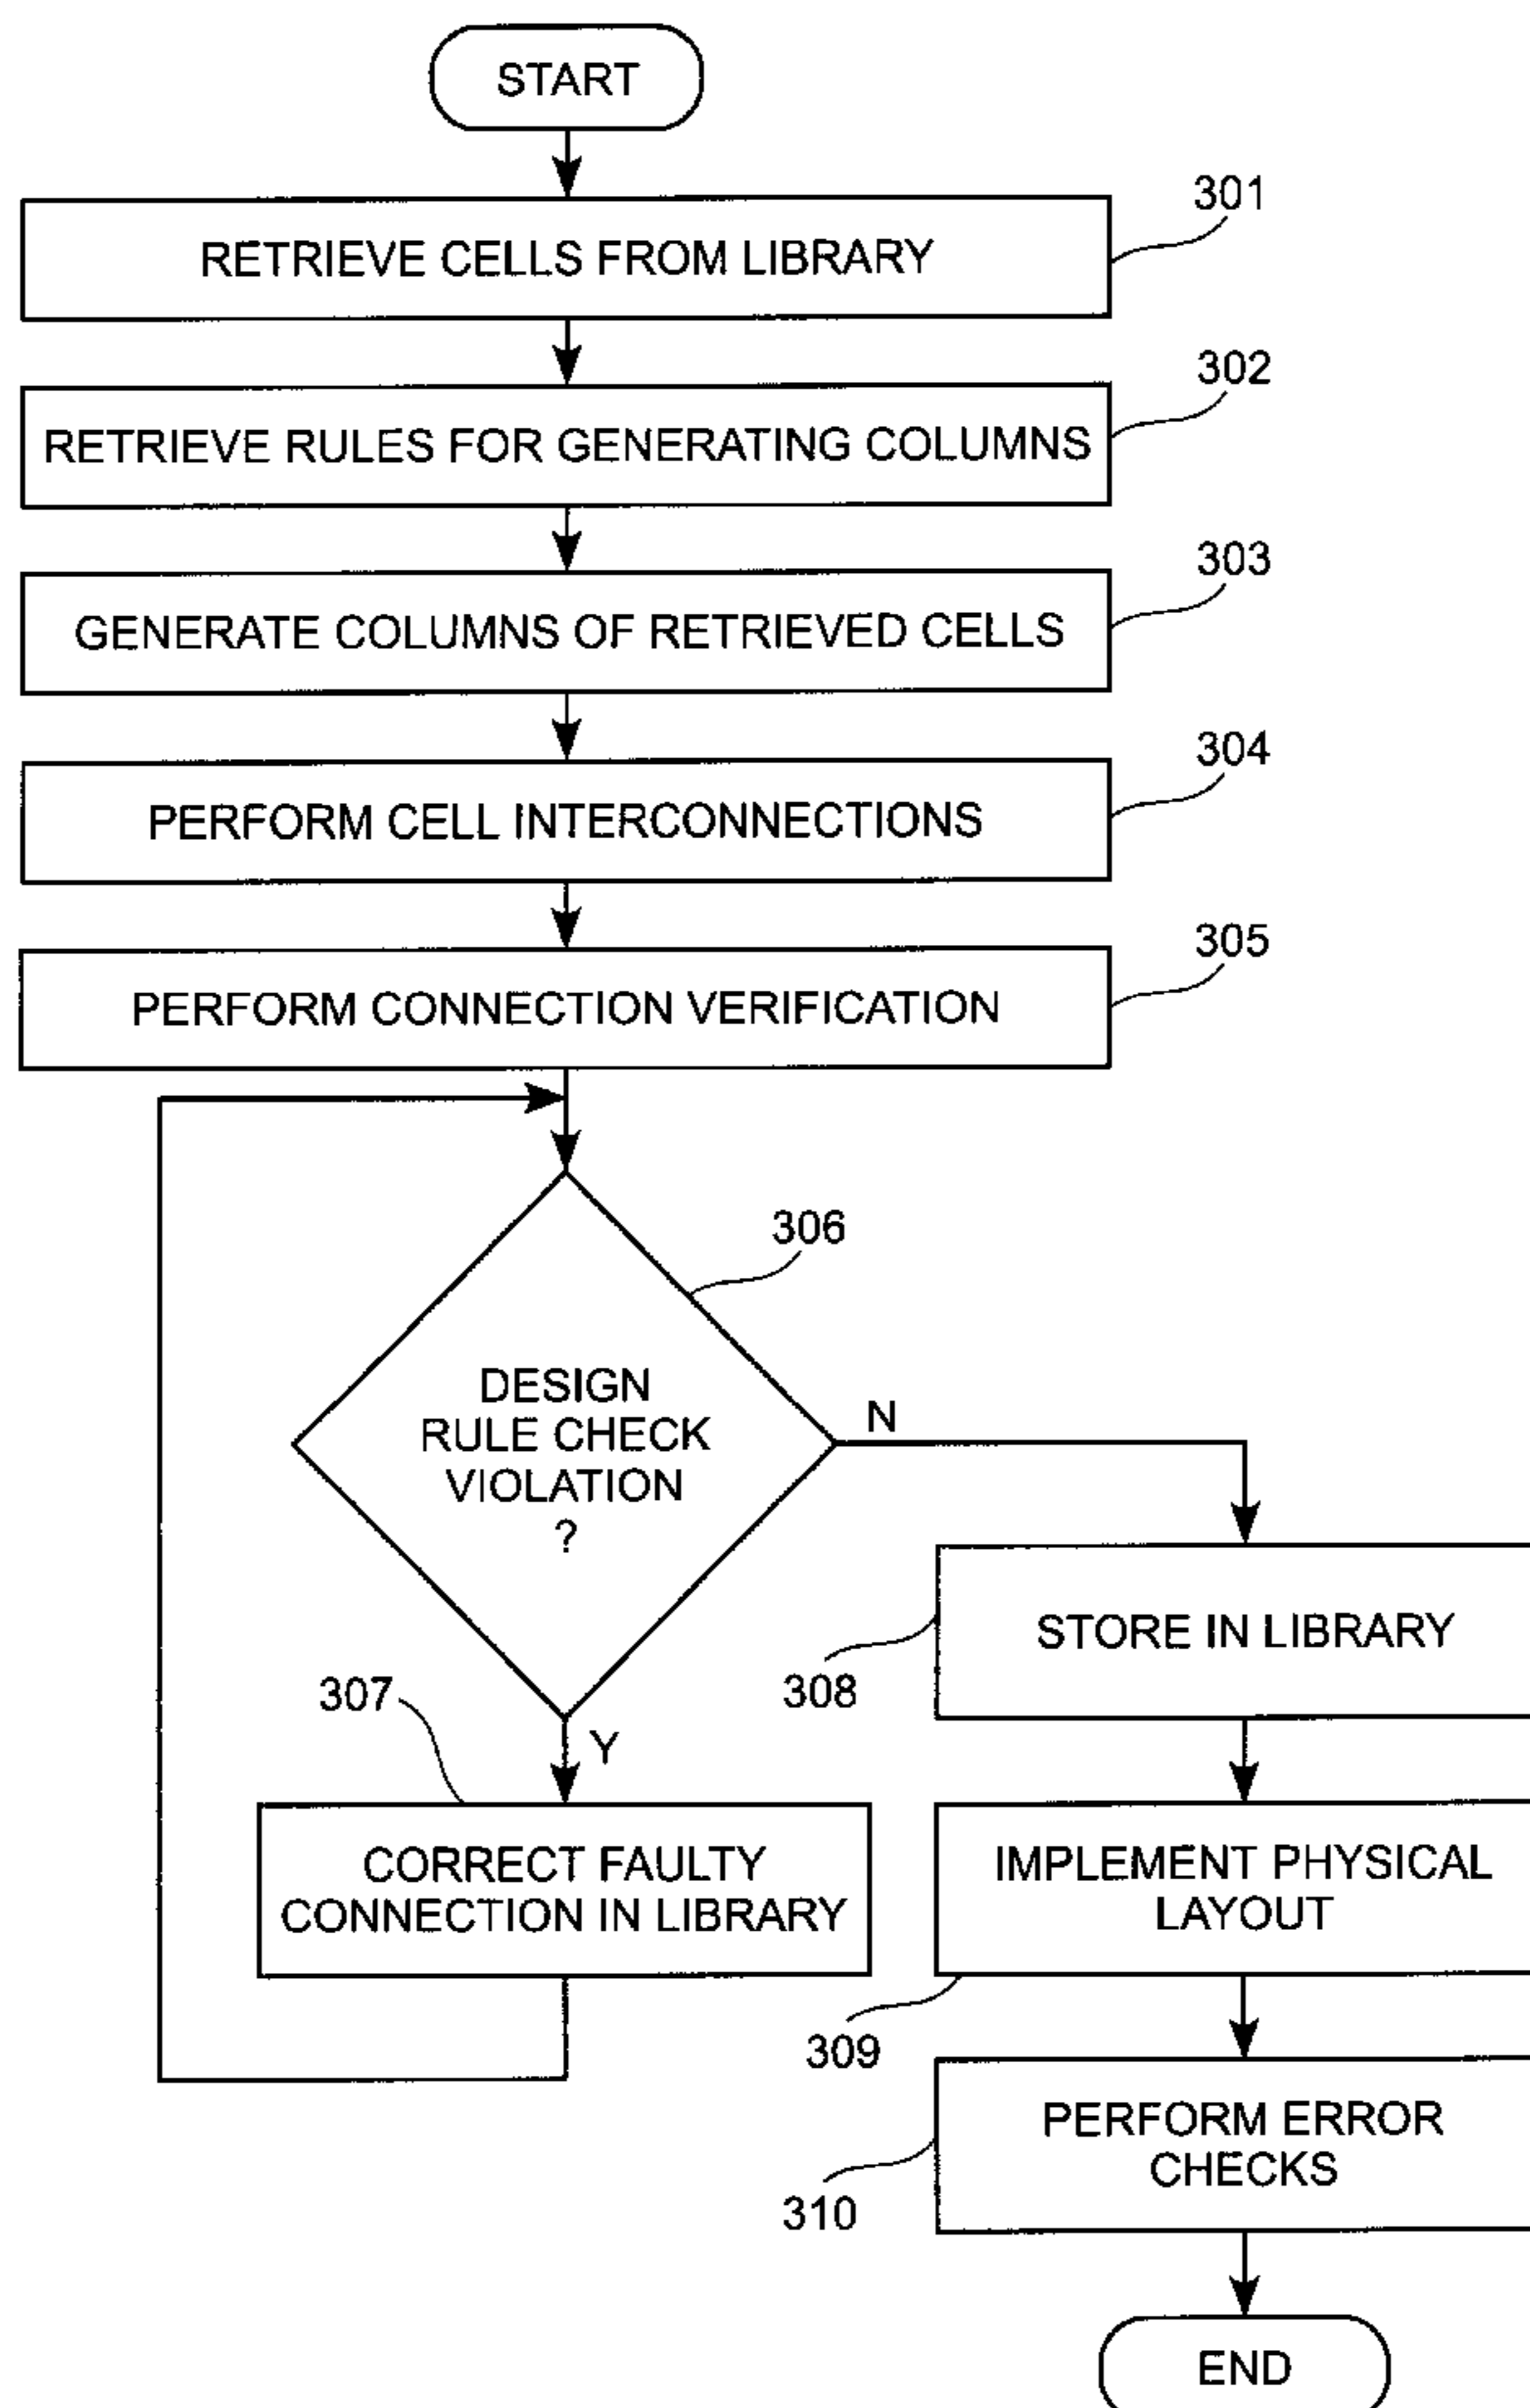 START
301
RETRIEVE CELLS FROM LIBRARY
302
RETRIEVE RULES FOR GENERATING COLUMNS
303
GENERATE COLUMNS OF RETRIEVED CELLS
304
PERFORM CELL INTERCONNECTIONS
305
PERFORM CONNECTION VERIFICATION
306
DESIGN
RULE CHECK
VIOLATION
?
N
Y
307
CORRECT FAULTY
CONNECTION IN LIBRARY
STORE IN LIBRARY
308
IMPLEMENT PHYSICAL
LAYOUT
309
PERFORM ERROR
CHECKS
310
END